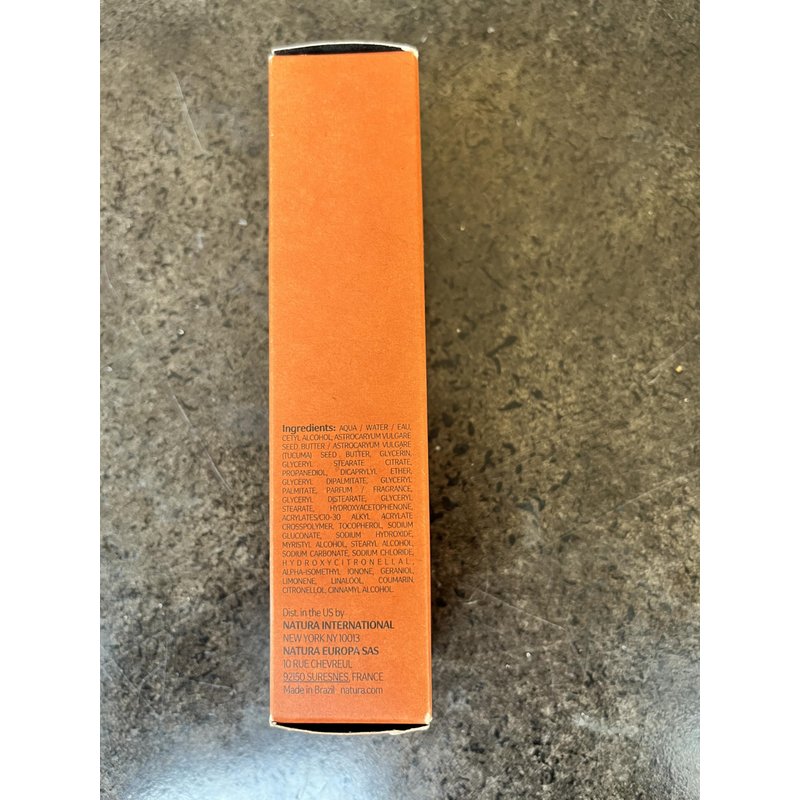 Ingredients: AQUA / WATER / EAU,
CETYL ALCOHOL, ASTROCARYUM VULGARE
SEED BUTTER / ASTROCARYUM VULGARE
(TUCUMA) SEED BUTTER, GLYCERIN,
GLYCERYL STEARATE CITRATE,
PROPANEDIOL, DICAPRYLYL ETHER,
GLYCERYL DIPALMITATE, GLYCERYL
PALMITATE, PARFUM / FRAGRANCE,
GLYCERYL DISTEARATE, GLYCERYL
STEARATE, HYDROXYACETOPHENONE,
ACRYLATES/C10-30 ALKYL ACRYLATE
CROSSPOLYMER, TOCOPHEROL, SODIUM
GLUCONATE, SODIUM HYDROXIDE,
MYRISTYL ALCOHOL, STEARYL ALCOHOL,
SODIUM CARBONATE, SODIUM CHLORIDE,
HYDROXYCITRONELLAL,
ALPHA-ISOMETHYL IONONE, GERANIOL,
LIMONENE, LINALOOL, COUMARIN,
CITRONELLOL, CINNAMYL ALCOHOL.
Dist. in the US by
NATURA INTERNATIONAL
NEW YORK NY 10013
NATURA EUROPA SAS
10 RUE CHEVREUL
92150 SURESNES, FRANCE
Made in Brazil natura.com